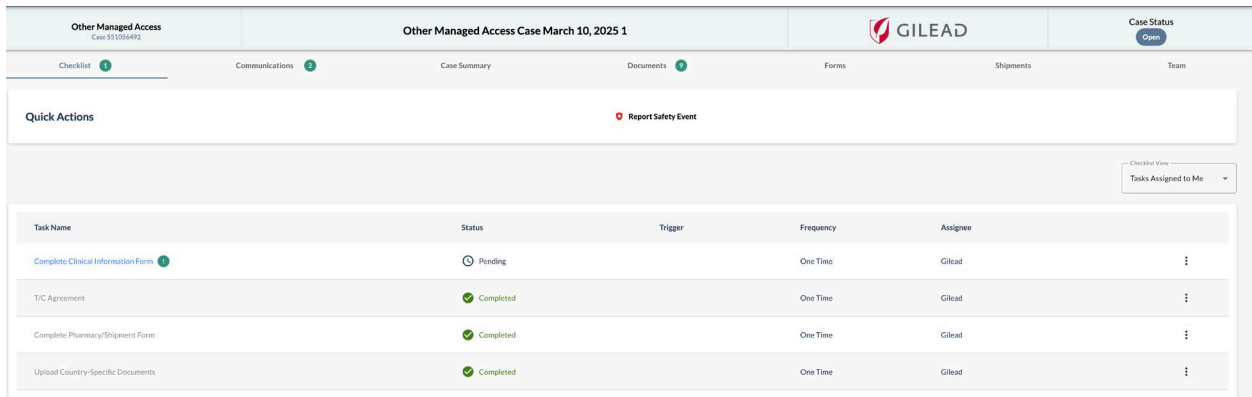 Other Managed Access
Case 551056492
Other Managed Access Case March 10, 2025 1
GILEAD
Case Status
Open
Checklist 1
Communications 2
Case Summary
Documents 9
Forms
Shipments
Team
Quick Actions
Report Safety Event
Checklist View
Tasks Assigned to Me
Task Name Status Trigger Frequency Assignee
Complete Clinical Information Form ! Pending One Time Gilead
T/C Agreement Completed One Time Gilead
Complete Pharmacy/Shipment Form Completed One Time Gilead
Upload Country-Specific Documents Completed One Time Gilead